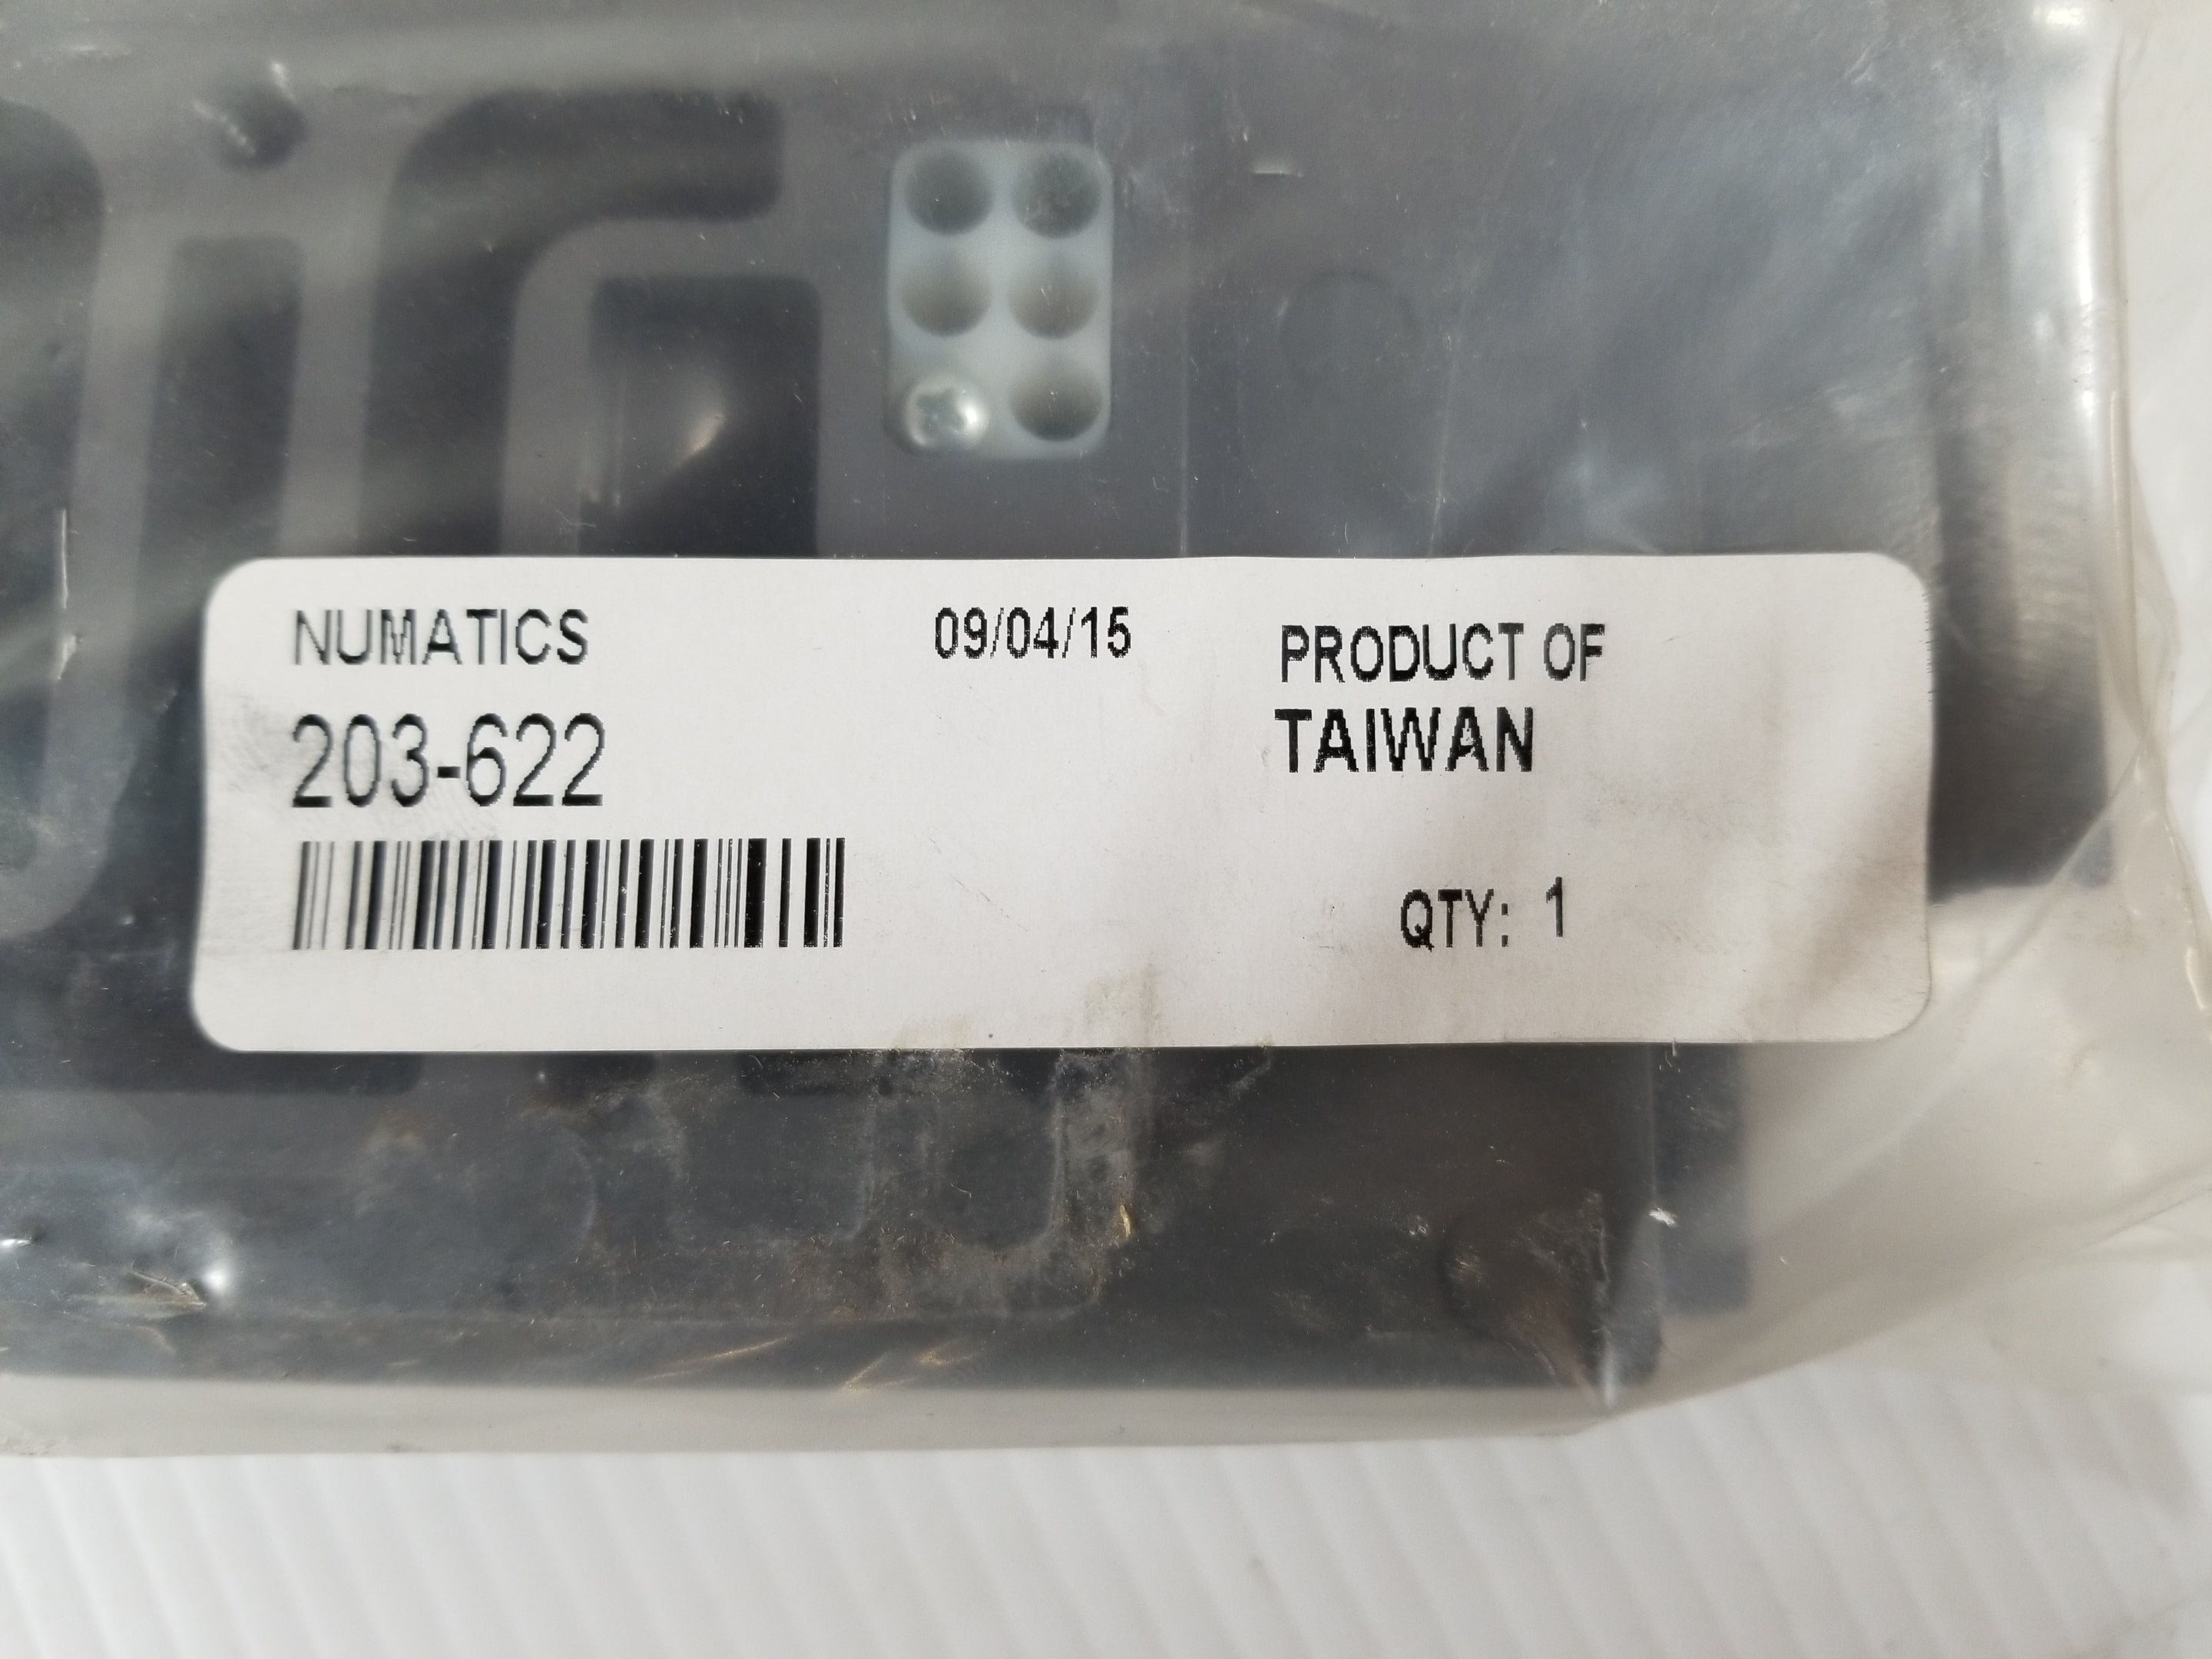 NUMATICS 09/04/15 PRODUCT OF
203-622 TAIWAN
QTY: 1